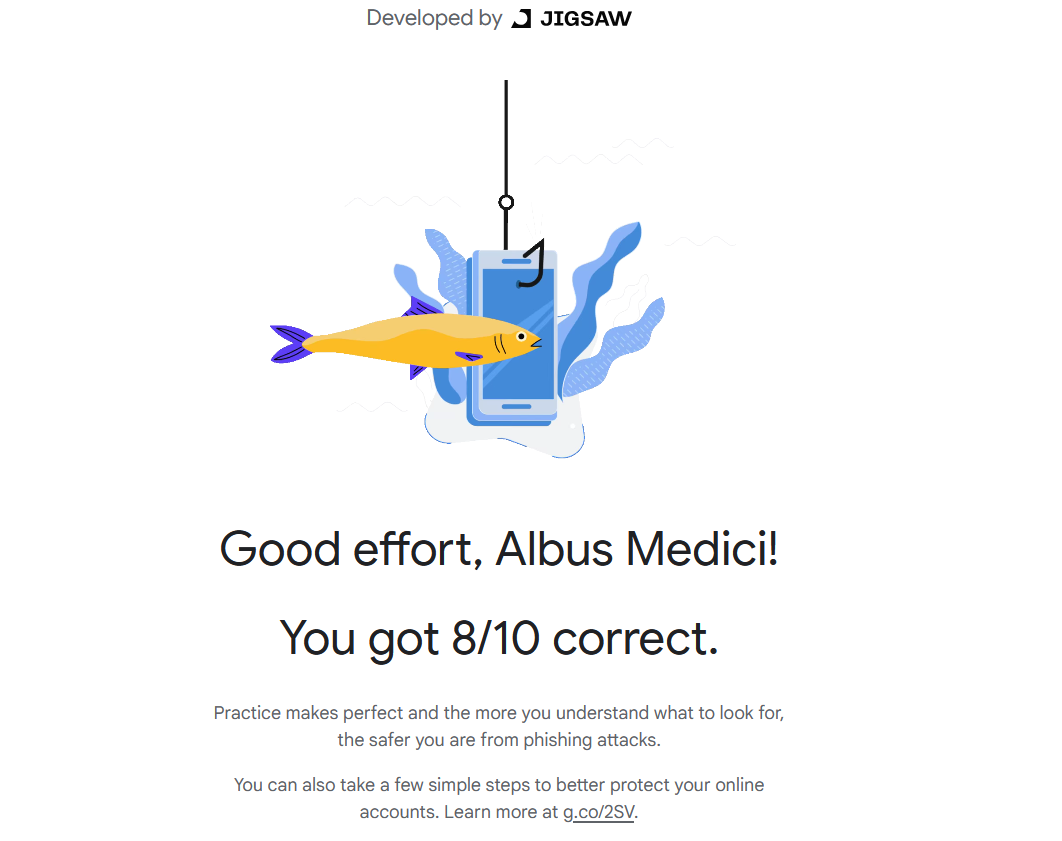 Developed by JIGSAW
Good effort, Albus Medici!
You got 8/10 correct.
Practice makes perfect and the more you understand what to look for,
the safer you are from phishing attacks.
You can also take a few simple steps to better protect your online
accounts. Learn more at g.co/2SV.